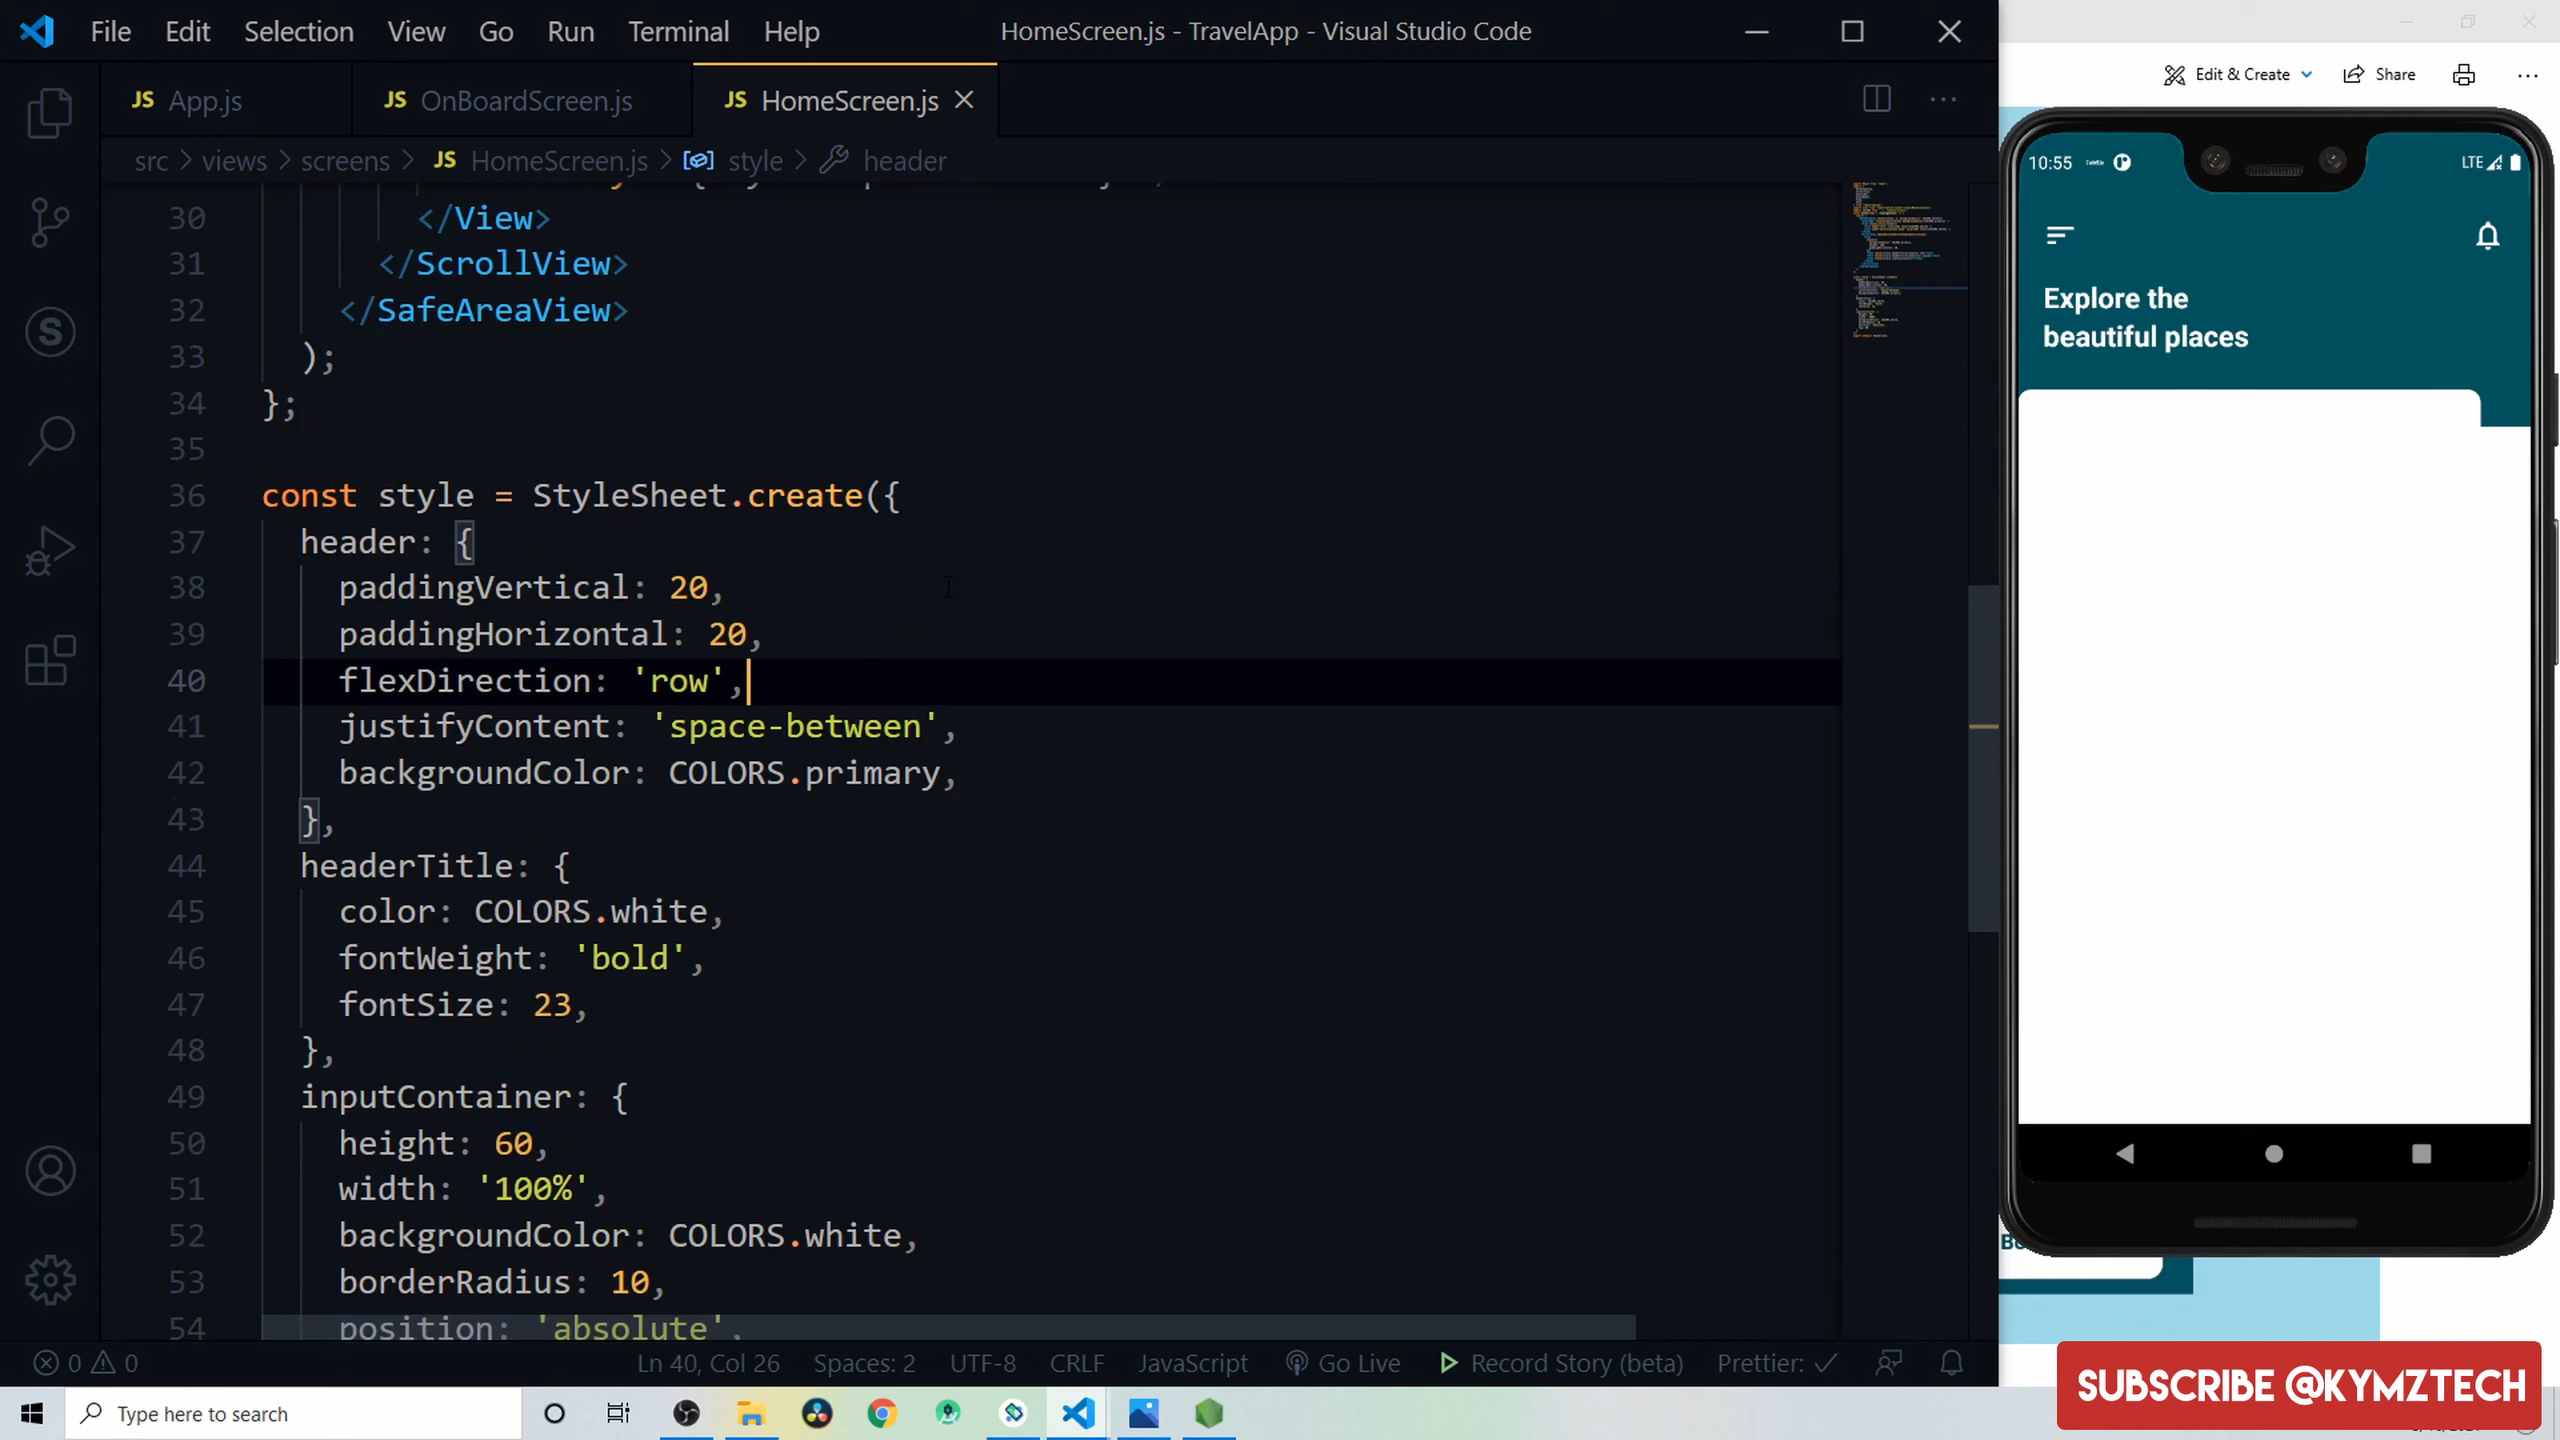 File Edit Selection View Go Run Terminal Help HomeScreen.js - TravelApp - Visual Studio Code
Edit & Create Share
JS App.js JS OnBoardScreen.js JS HomeScreen.js
src > views > screens > JS HomeScreen.js > style > header
30 </View>
31 </ScrollView>
32 </SafeAreaView>
33 );
34 };
35
36 const style = StyleSheet.create({
37 header: {
38 paddingVertical: 20,
39 paddingHorizontal: 20,
40 flexDirection: 'row',
41 justifyContent: 'space-between',
42 backgroundColor: COLORS.primary,
43 },
44 headerTitle: {
45 color: COLORS.white,
46 fontWeight: 'bold',
47 fontSize: 23,
48 },
49 inputContainer: {
50 height: 60,
51 width: '100%',
52 backgroundColor: COLORS.white,
53 borderRadius: 10,
54 position: 'absolute',
10:55 LTE
Explore the
beautiful places
0 0 Ln 40, Col 26 Spaces: 2 UTF-8 CRLF JavaScript Go Live Record Story (beta) Prettier: ✓
SUBSCRIBE @KYMZTECH
Type here to search